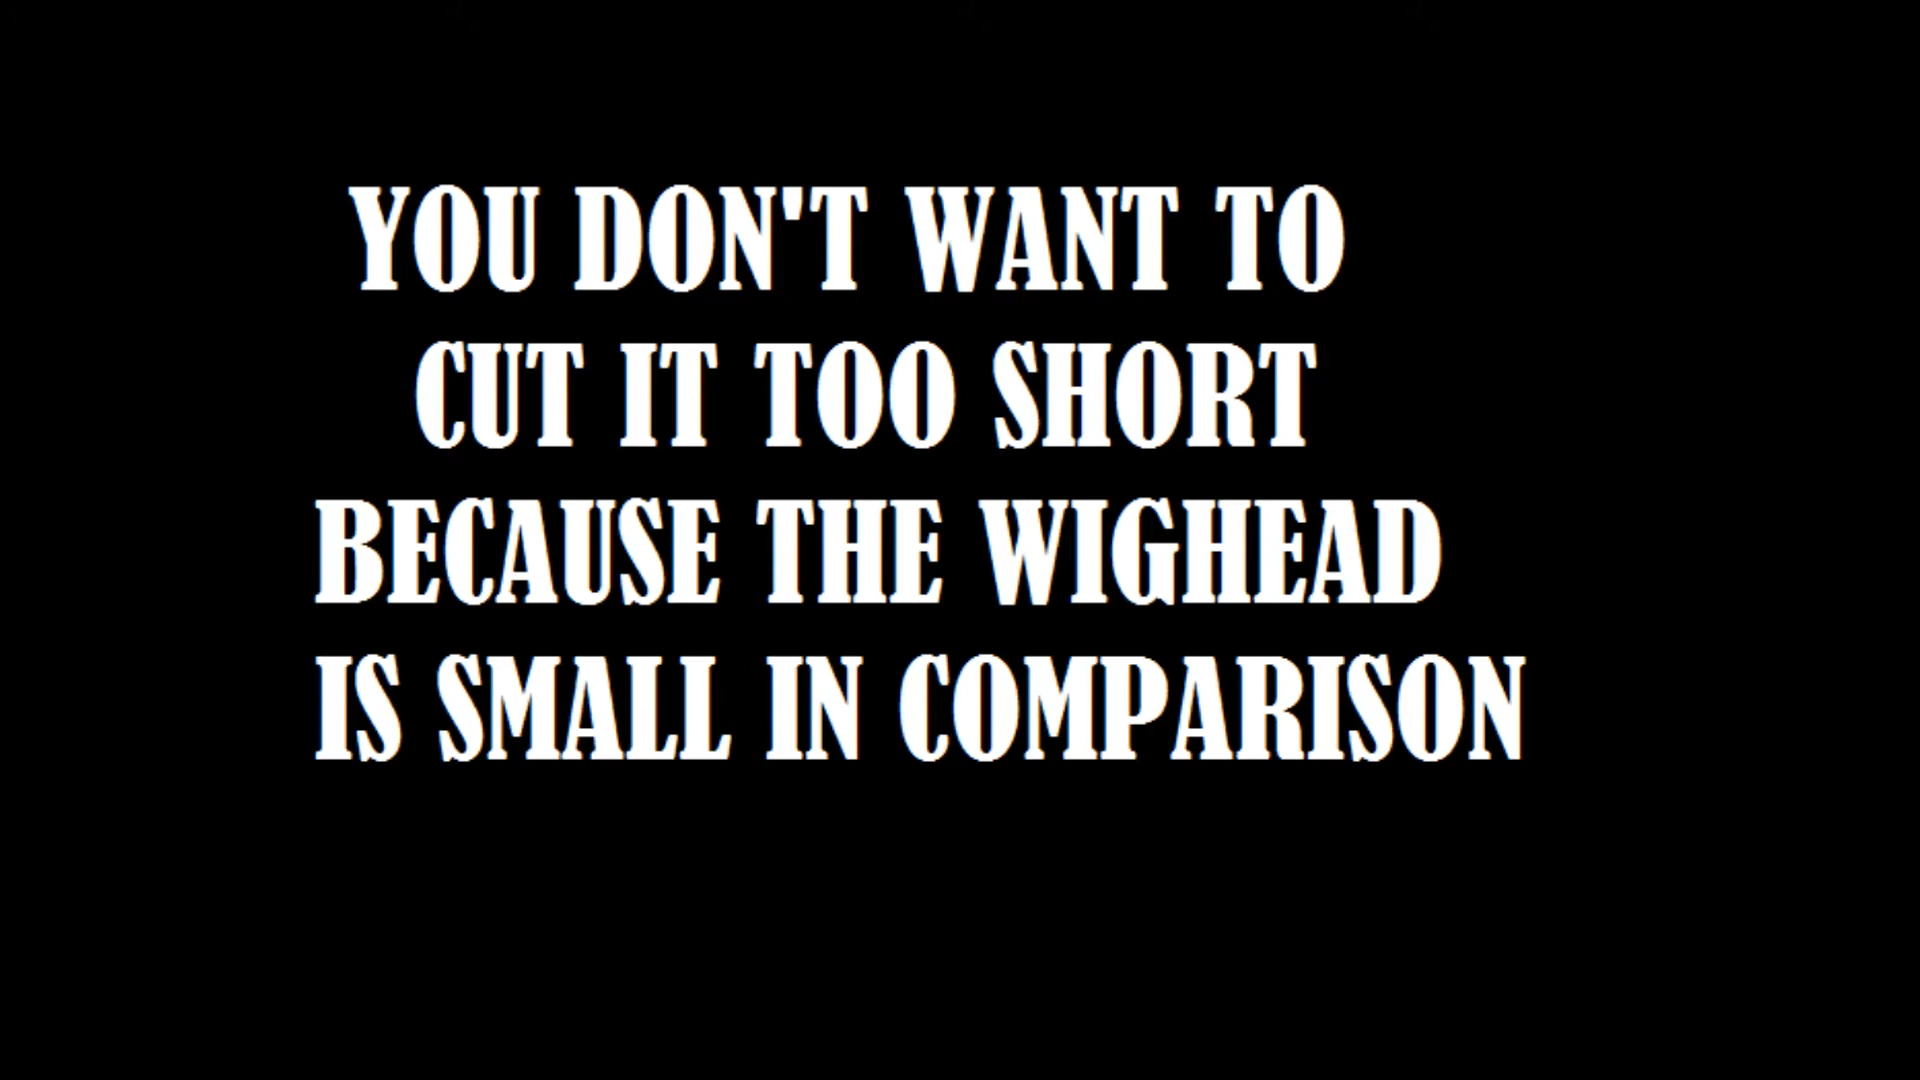 YOU DON'T WANT TO
CUT IT TOO SHORT
BECAUSE THE WIGHEAD
IS SMALL IN COMPARISON